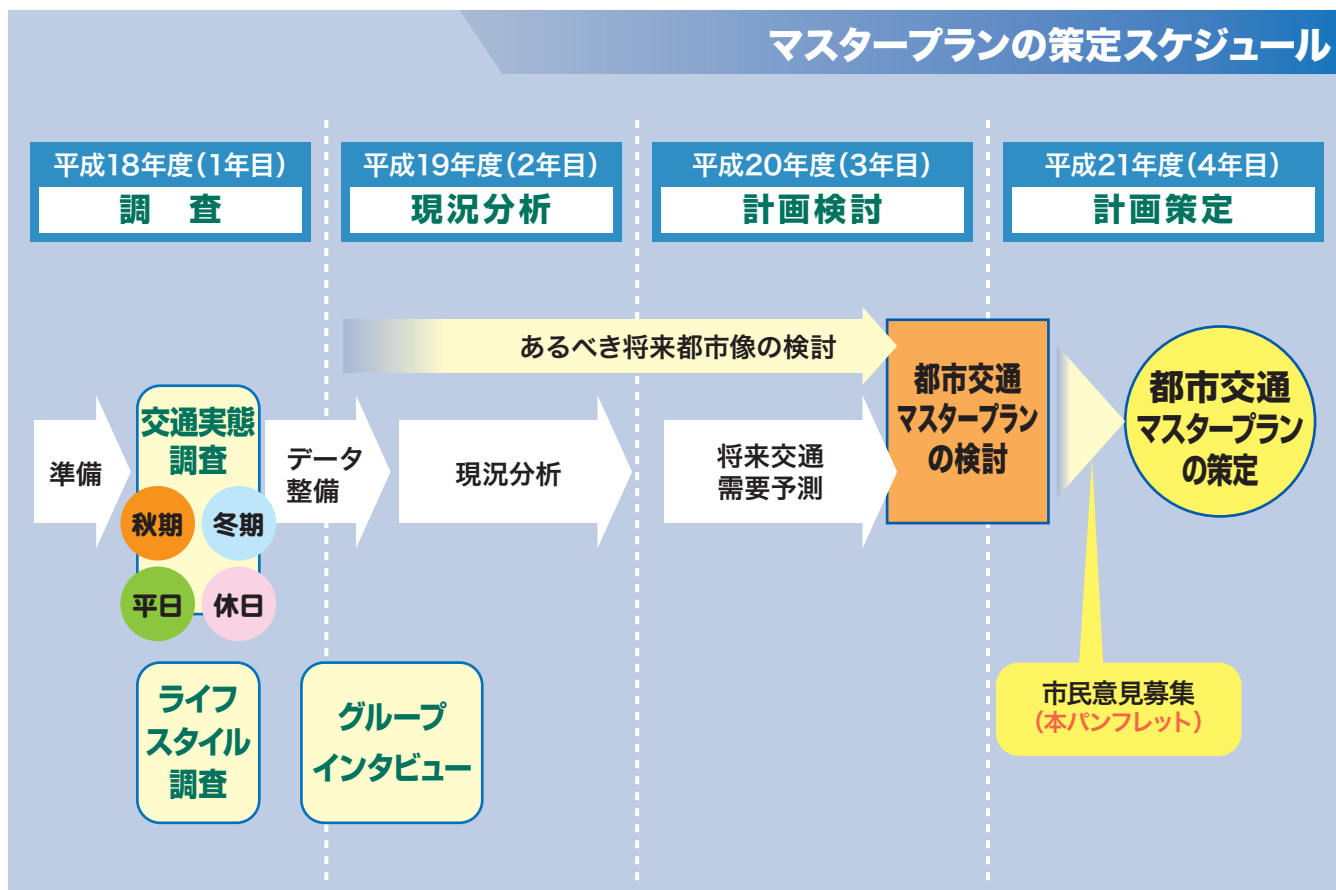 マスタープランの策定スケジュール
平成18年度(1年目)
調　査
平成19年度(2年目)
現況分析
平成20年度(3年目)
計画検討
平成21年度(4年目)
計画策定
あるべき将来都市像の検討
準備
交通実態
調査
秋期
冬期
平日
休日
データ
整備
現況分析
将来交通
需要予測
都市交通
マスタープラン
の検討
都市交通
マスタープラン
の策定
ライフ
スタイル
調査
グループ
インタビュー
市民意見募集
(本パンフレット)